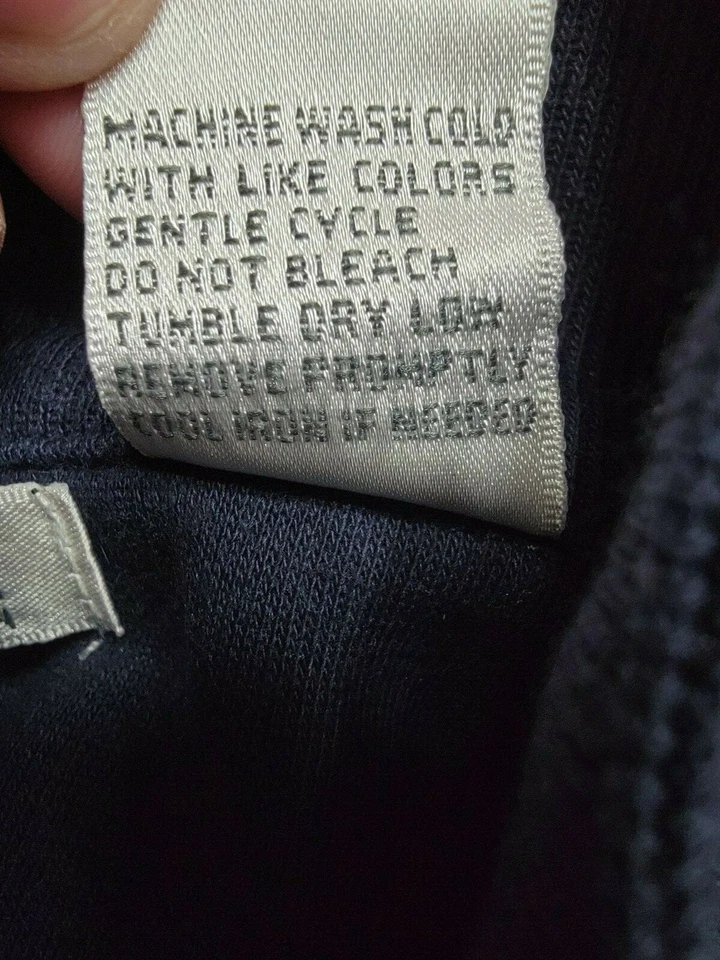 MACHINE WASH COLD
WITH LIKE COLORS
GENTLE CYCLE
DO NOT BLEACH
TUMBLE DRY LOW
REMOVE PROMPTLY
COOL IRON IF NEEDED